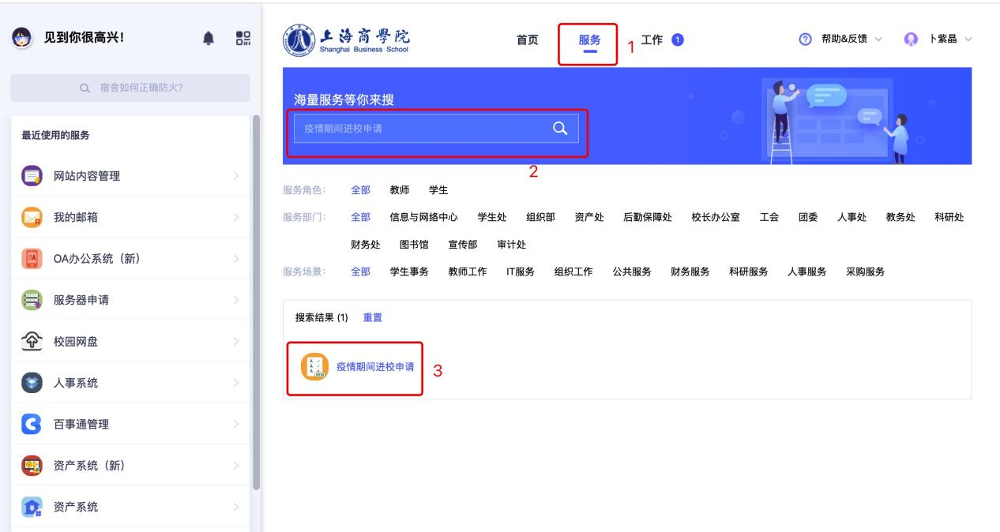 见到你很高兴!
宿舍如何正确防火?
最近使用的服务
网站内容管理
我的邮箱
OA办公系统（新）
服务器申请
校园网盘
人事系统
百事通管理
资产系统（新）
资产系统
上海商學院
Shanghai Business School
首页 服务 1 工作 1 帮助&反馈 卜紫晶
海量服务等你来搜
疫情期间进校申请
2
服务角色： 全部 教师 学生
服务部门： 全部 信息与网络中心 学生处 组织部 资产处 后勤保障处 校长办公室 工会 团委 人事处 教务处 科研处
财务处 图书馆 宣传部 审计处
服务场景： 全部 学生事务 教师工作 IT服务 组织工作 公共服务 财务服务 科研服务 人事服务 采购服务
搜索结果 (1) 重置
NEW 疫情期间进校申请 3